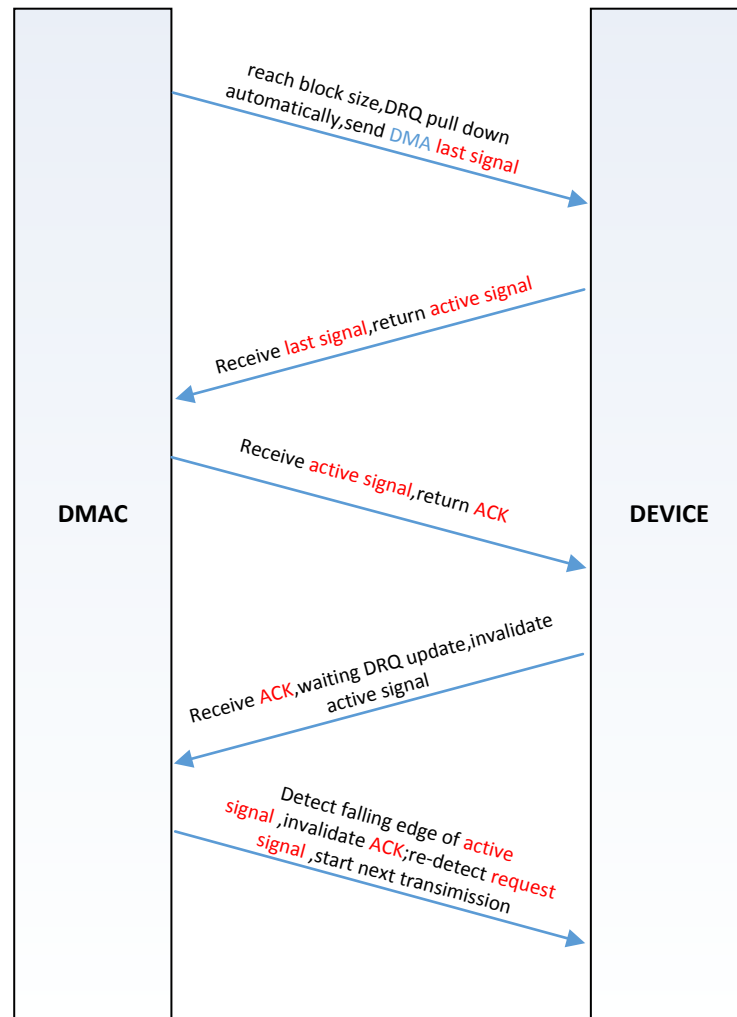 reach block size,DRQ pull down
automatically,send DMA last signal
Receive last signal,return active signal
Receive active signal,return ACK
DMAC
DEVICE
Receive ACK,waiting DRQ update,invalidate
active signal
Detect falling edge of active
signal ,invalidate ACK;re-detect request
signal ,start next transimission